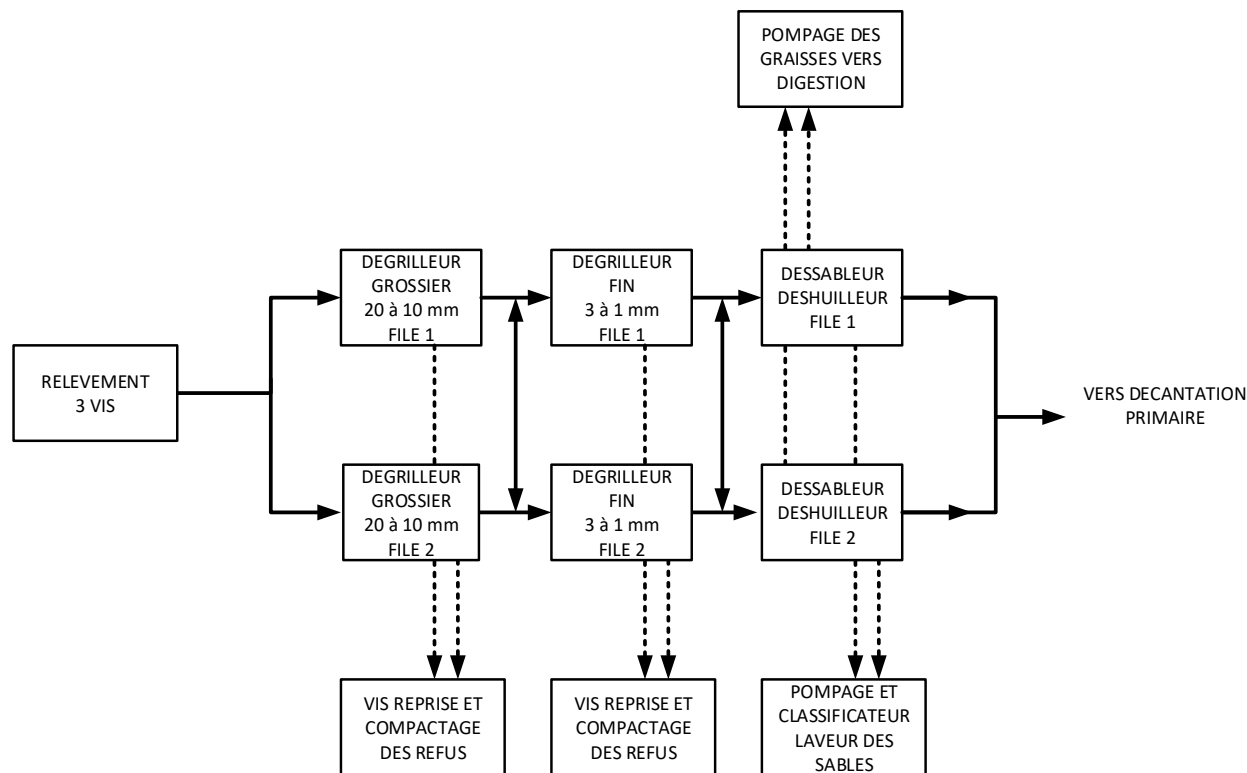 POMPAGE DES
GRAISSES VERS
DIGESTION
DEGRILLEUR
GROSSIER
20 à 10 mm
FILE 1
DEGRILLEUR
FIN
3 à 1 mm
FILE 1
DESSABLEUR
DESHUILLEUR
FILE 1
RELEVEMENT
3 VIS
VERS DECANTATION
PRIMAIRE
DEGRILLEUR
GROSSIER
20 à 10 mm
FILE 2
DEGRILLEUR
FIN
3 à 1 mm
FILE 2
DESSABLEUR
DESHUILLEUR
FILE 2
VIS REPRISE ET
COMPACTAGE
DES REFUS
VIS REPRISE ET
COMPACTAGE
DES REFUS
POMPAGE ET
CLASSIFICATEUR
LAVEUR DES
SABLES